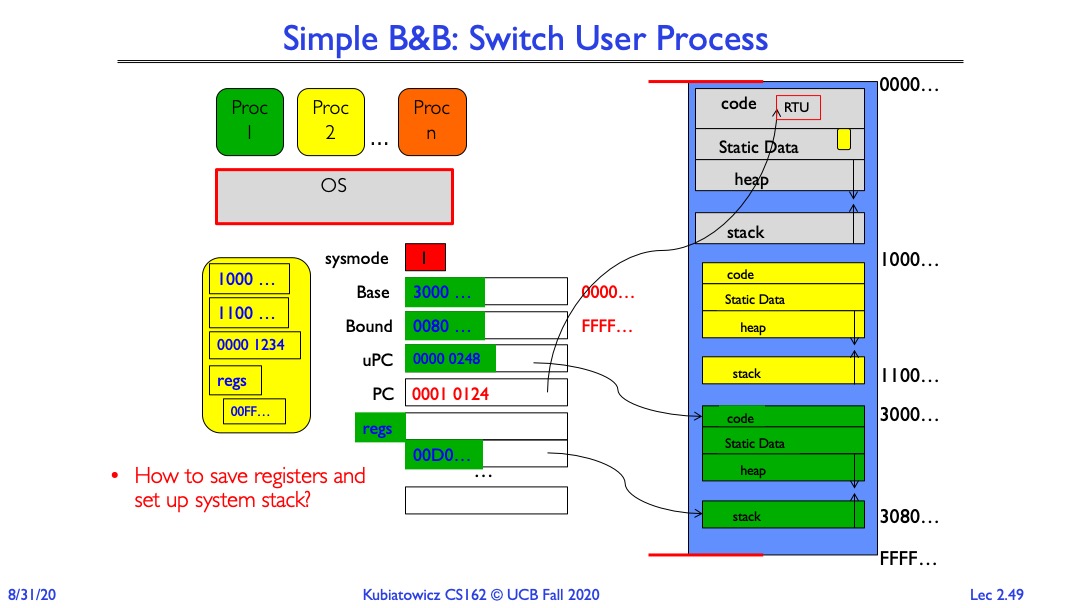 Simple B&B: Switch User Process
Proc
1
Proc
2
…
Proc
n
OS
sysmode
1
Base
3000 …
0000…
Bound
0080 …
FFFF…
uPC
0000 0248
PC
0001 0124
regs
00D0…
…
1000 …
1100 …
0000 1234
regs
00FF…
• How to save registers and
set up system stack?
code
RTU
Static Data
heap
stack
code
Static Data
heap
stack
code
Static Data
heap
stack
0000…
1000…
1100…
3000…
3080…
FFFF…
8/31/20
Kubiatowicz CS162 © UCB Fall 2020
Lec 2.49